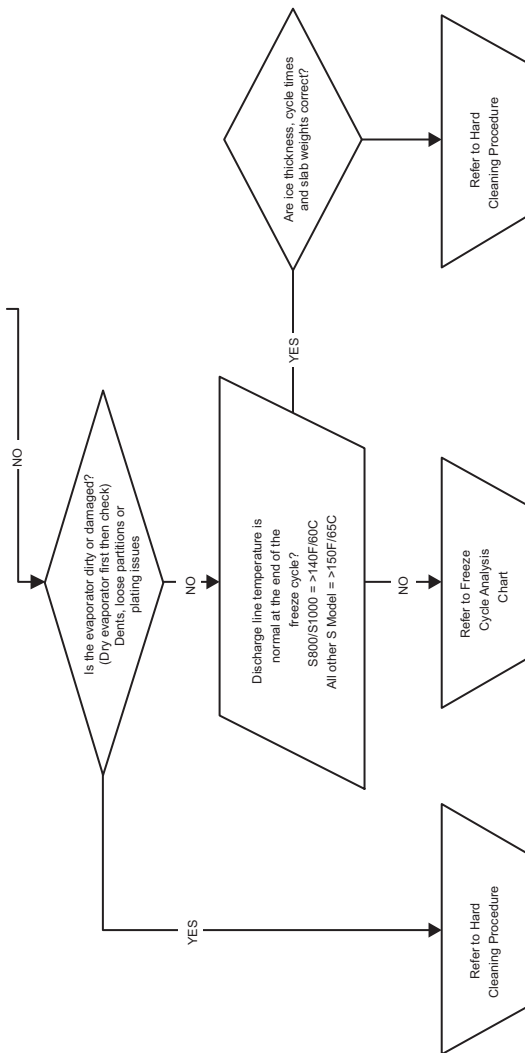 NO
Is the evaporator dirty or damaged?
(Dry evaporator first then check)
Dents, loose partitions or
plating issues
YES
NO
Discharge line temperature is
normal at the end of the
freeze cycle?
S800/S1000 = >140F/60C
All other S Model = >150F/65C
YES
Are ice thickness, cycle times
and slab weights correct?
NO
Refer to Hard
Cleaning Procedure
Refer to Freeze
Cycle Analysis
Chart
Refer to Hard
Cleaning Procedure